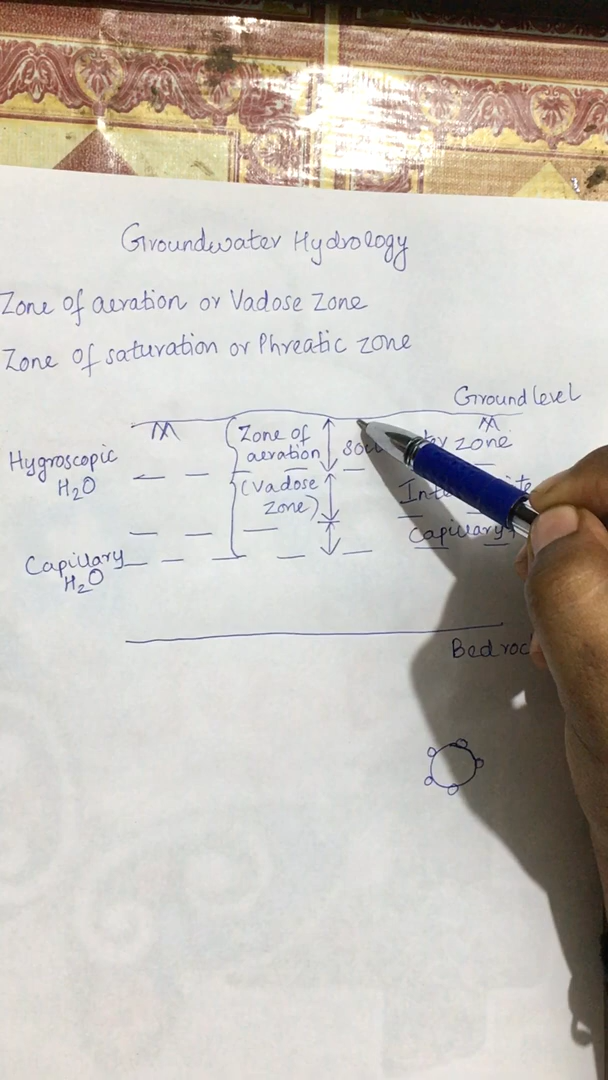 Groundwater Hydrology
Zone of aeration or Vadose Zone
Zone of saturation or Phreatic zone
Ground level
Hygroscopic
H2O
Zone of
aeration
(Vadose
zone)
zone
Capillary
Capillary
H2O